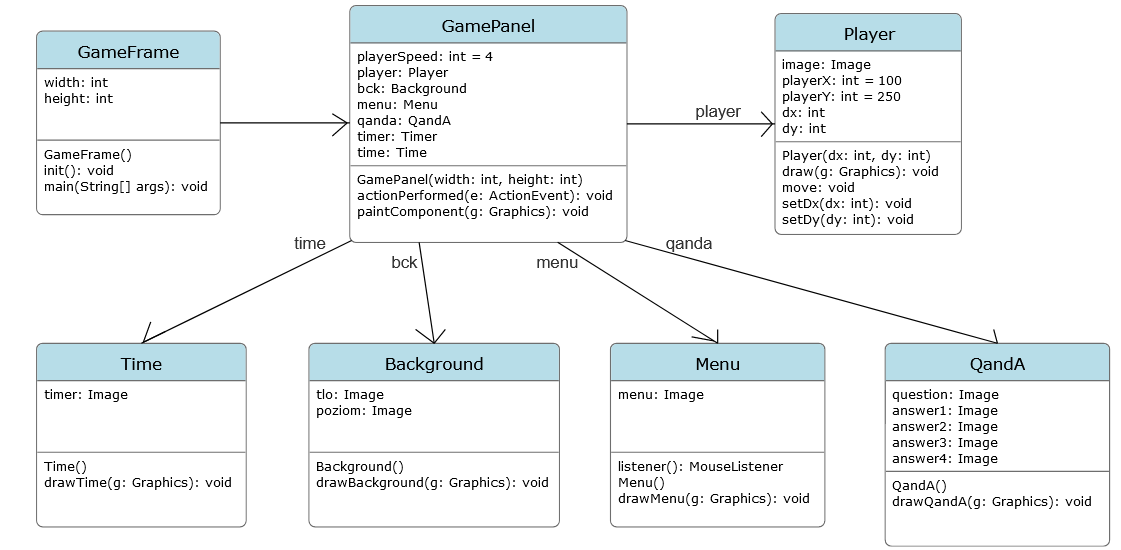 GameFrame
width: int
height: int
GameFrame()
init(): void
main(String[] args): void
GamePanel
playerSpeed: int = 4
player: Player
bck: Background
menu: Menu
qanda: QandA
timer: Timer
time: Time
GamePanel(width: int, height: int)
actionPerformed(e: ActionEvent): void
paintComponent(g: Graphics): void
player
Player
image: Image
playerX: int = 100
playerY: int = 250
dx: int
dy: int
Player(dx: int, dy: int)
draw(g: Graphics): void
move: void
setDx(dx: int): void
setDy(dy: int): void
time
bck
menu
qanda
Time
timer: Image
Time()
drawTime(g: Graphics): void
Background
tlo: Image
poziom: Image
Background()
drawBackground(g: Graphics): void
Menu
menu: Image
listener(): MouseListener
Menu()
drawMenu(g: Graphics): void
QandA
question: Image
answer1: Image
answer2: Image
answer3: Image
answer4: Image
QandA()
drawQandA(g: Graphics): void